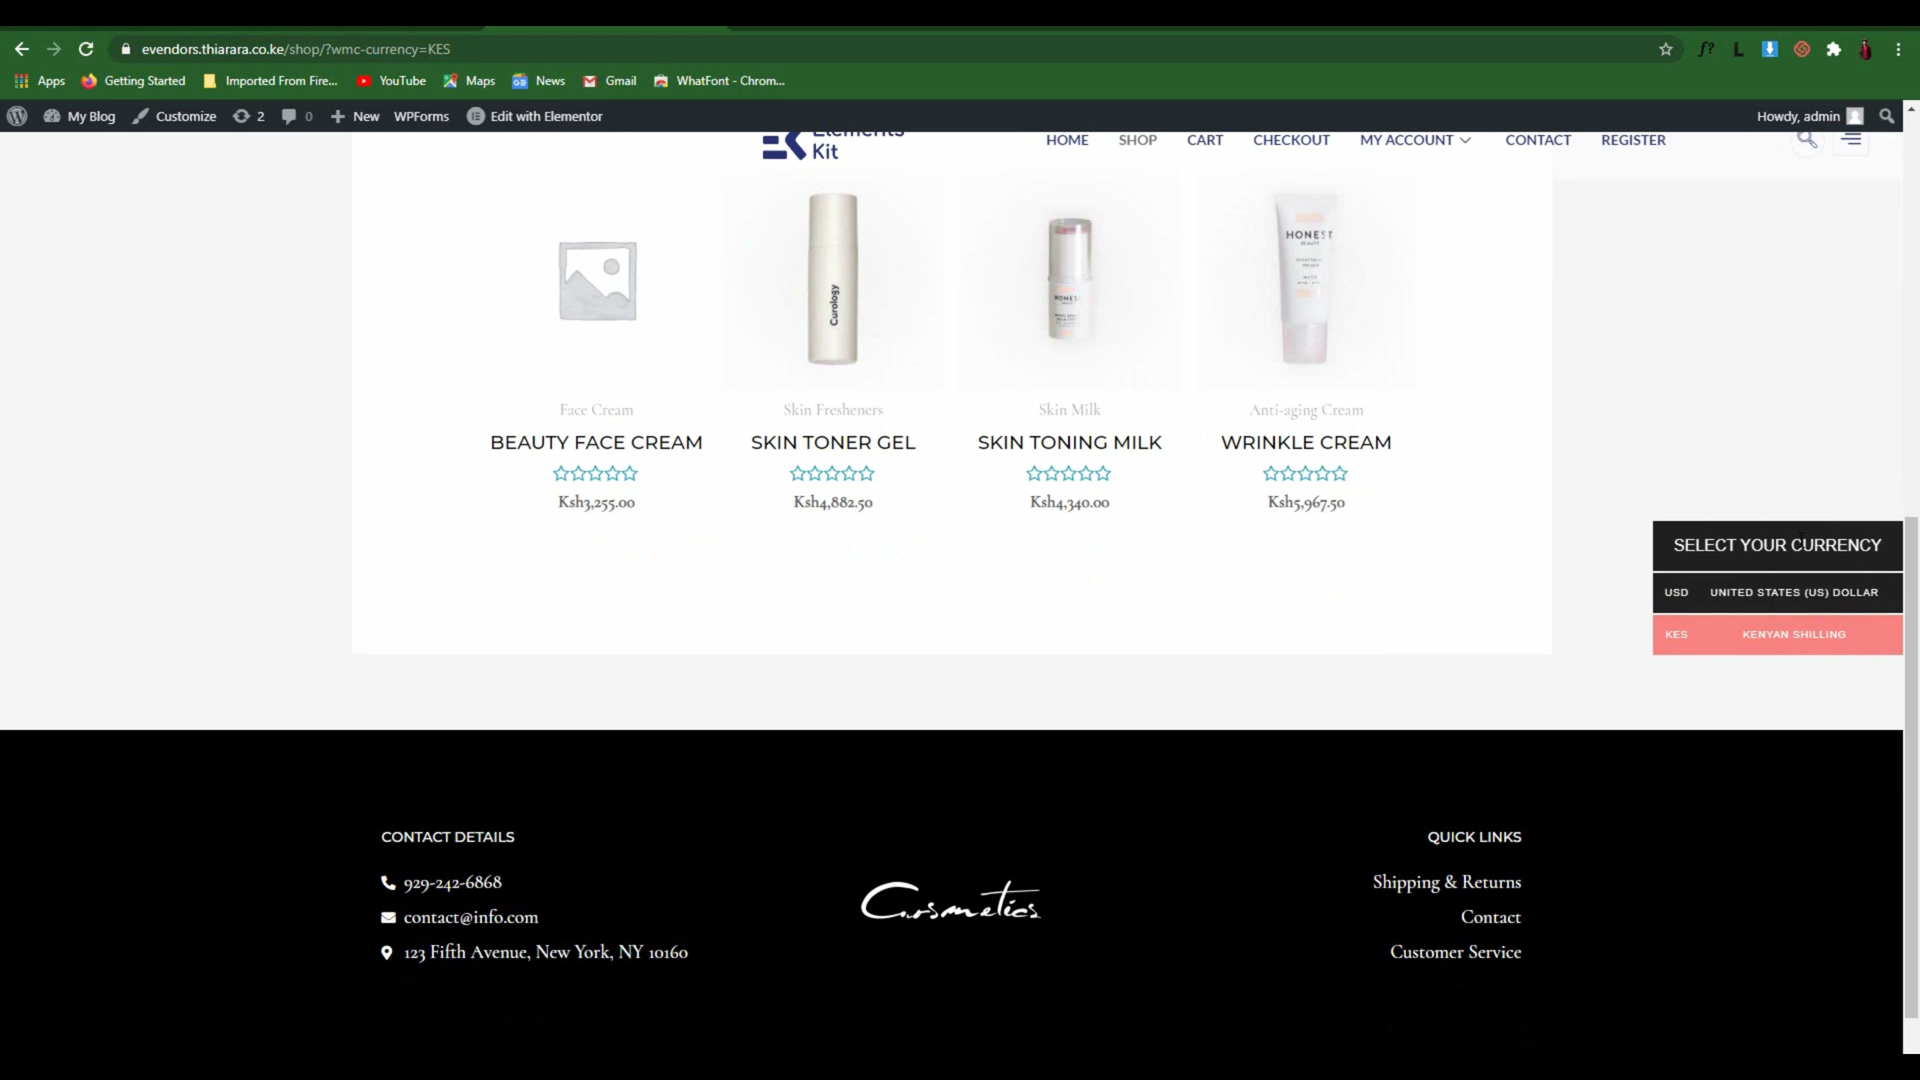 evendors.thiarara.co.ke/shop/?wmc-currency=KES
f?
L
Apps
Getting Started
Imported From Fire...
YouTube
Maps
News
Gmail
WhatFont - Chrom...
My Blog
Customize
2
0
New
WPForms
Edit with Elementor
Howdy, admin
Elements
Kit
HOME
SHOP
CART
CHECKOUT
MY ACCOUNT
CONTACT
REGISTER
Curology
HONEST
HONEST
BEAUTY
Face Cream
Skin Fresheners
Skin Milk
Anti-aging Cream
BEAUTY FACE CREAM
SKIN TONER GEL
SKIN TONING MILK
WRINKLE CREAM
Ksh3,255.00
Ksh4,882.50
Ksh4,340.00
Ksh5,967.50
SELECT YOUR CURRENCY
USD UNITED STATES (US) DOLLAR
KES KENYAN SHILLING
CONTACT DETAILS
929-242-6868
contact@info.com
123 Fifth Avenue, New York, NY 10160
Cosmetics
QUICK LINKS
Shipping & Returns
Contact
Customer Service